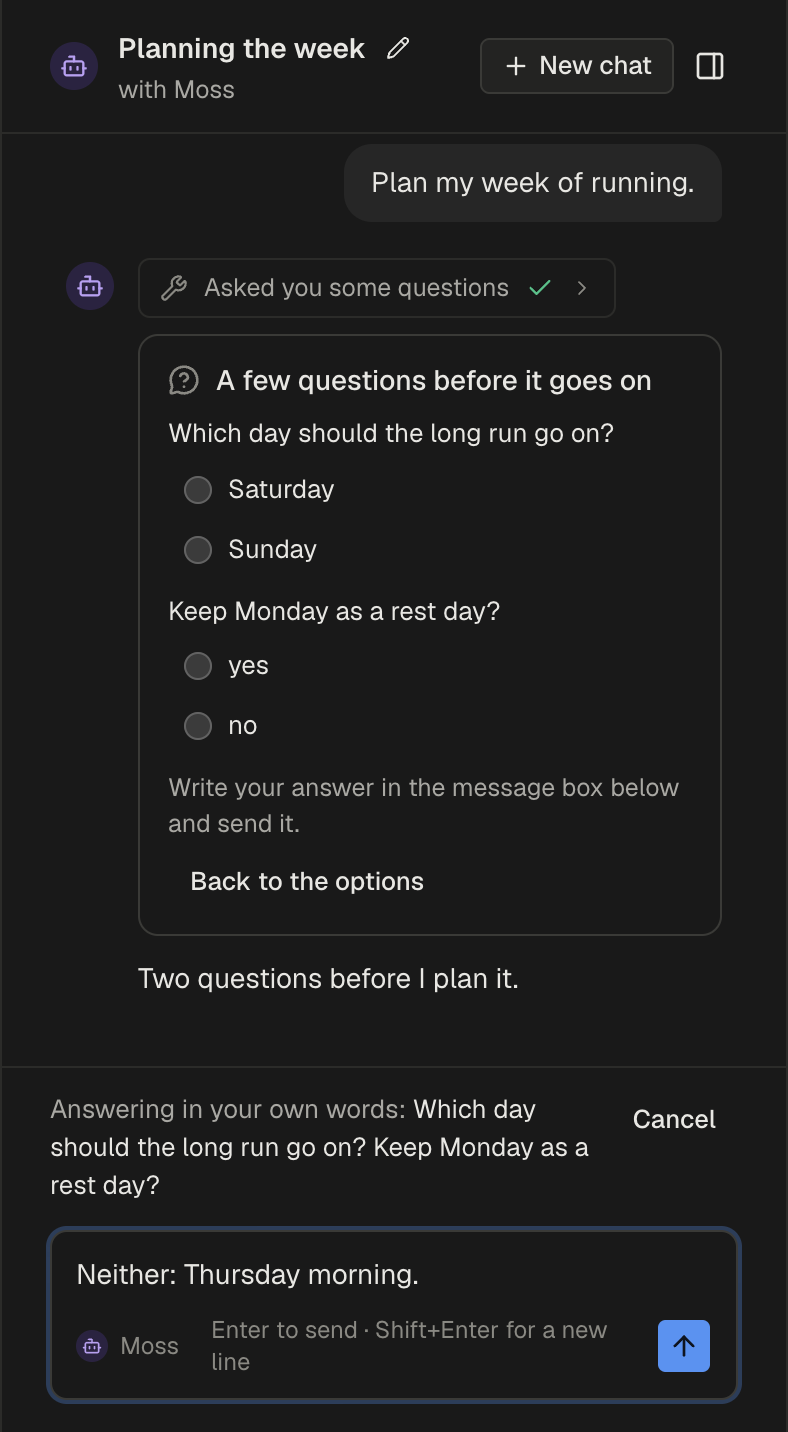 Planning the week
with Moss
New chat
Plan my week of running.
Asked you some questions
A few questions before it goes on
Which day should the long run go on?
Saturday
Sunday
Keep Monday as a rest day?
yes
no
Write your answer in the message box below
and send it.
Back to the options
Two questions before I plan it.
Answering in your own words: Which day
should the long run go on? Keep Monday as a
rest day?
Cancel
Neither: Thursday morning.
Moss
Enter to send · Shift+Enter for a new
line